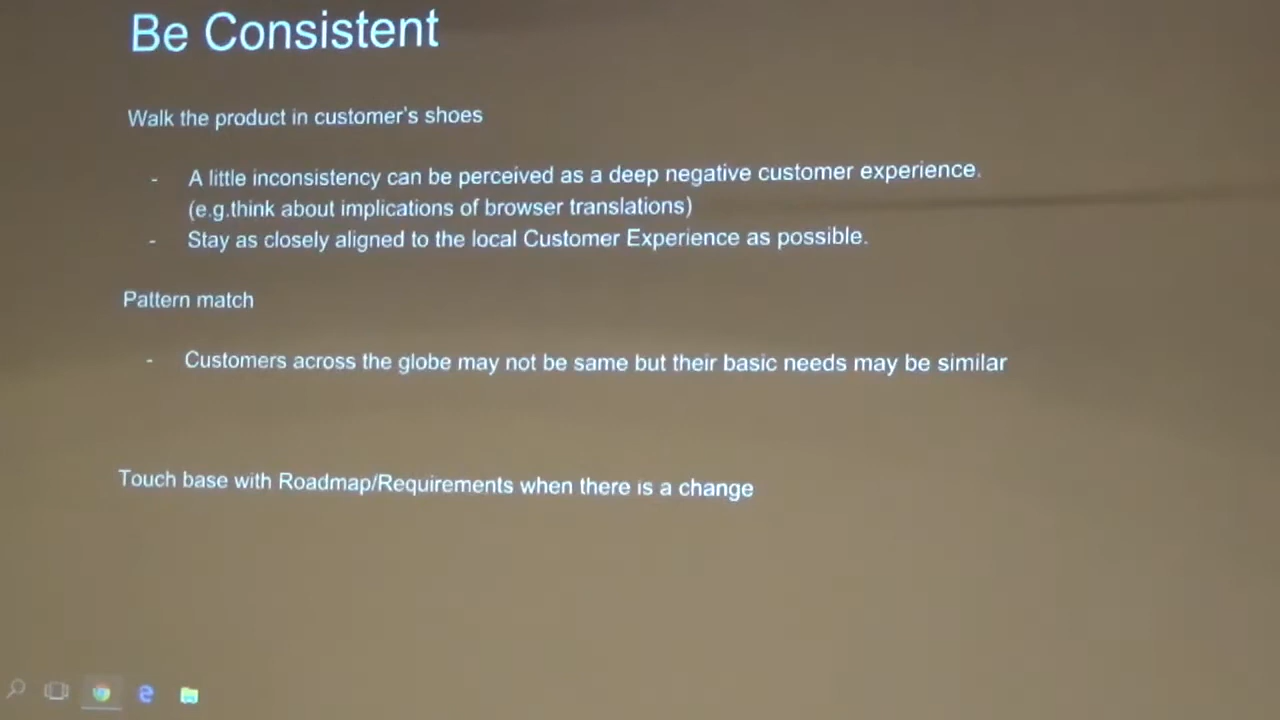 Be Consistent
Walk the product in customer's shoes
- A little inconsistency can be perceived as a deep negative customer experience.
(e.g.think about implications of browser translations)
- Stay as closely aligned to the local Customer Experience as possible.
Pattern match
- Customers across the globe may not be same but their basic needs may be similar
Touch base with Roadmap/Requirements when there is a change